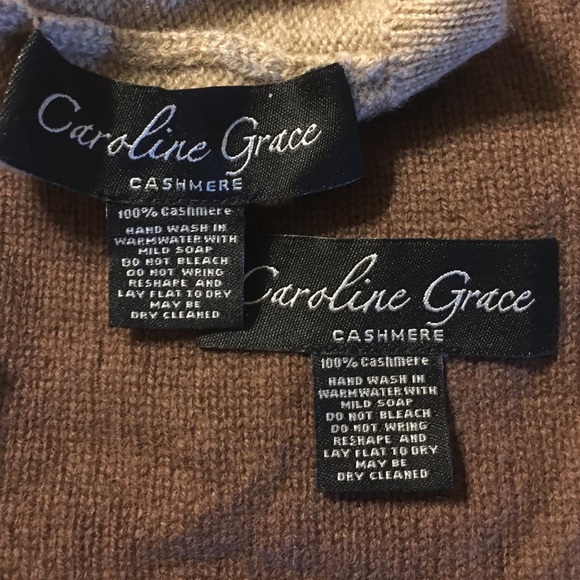 Caroline Grace
CASHMERE
100% Cashmere
HAND WASH IN
WARMWATER WITH
MILD SOAP
DO NOT BLEACH
DO NOT WRING
RESHAPE AND
LAY FLAT TO DRY
MAY BE
DRY CLEANED
Caroline Grace
CASHMERE
100% Cashmere
HAND WASH IN
WARMWATER WITH
MILD SOAP
DO NOT BLEACH
DO NOT WRING
RESHAPE AND
LAY FLAT TO DRY
MAY BE
DRY CLEANED